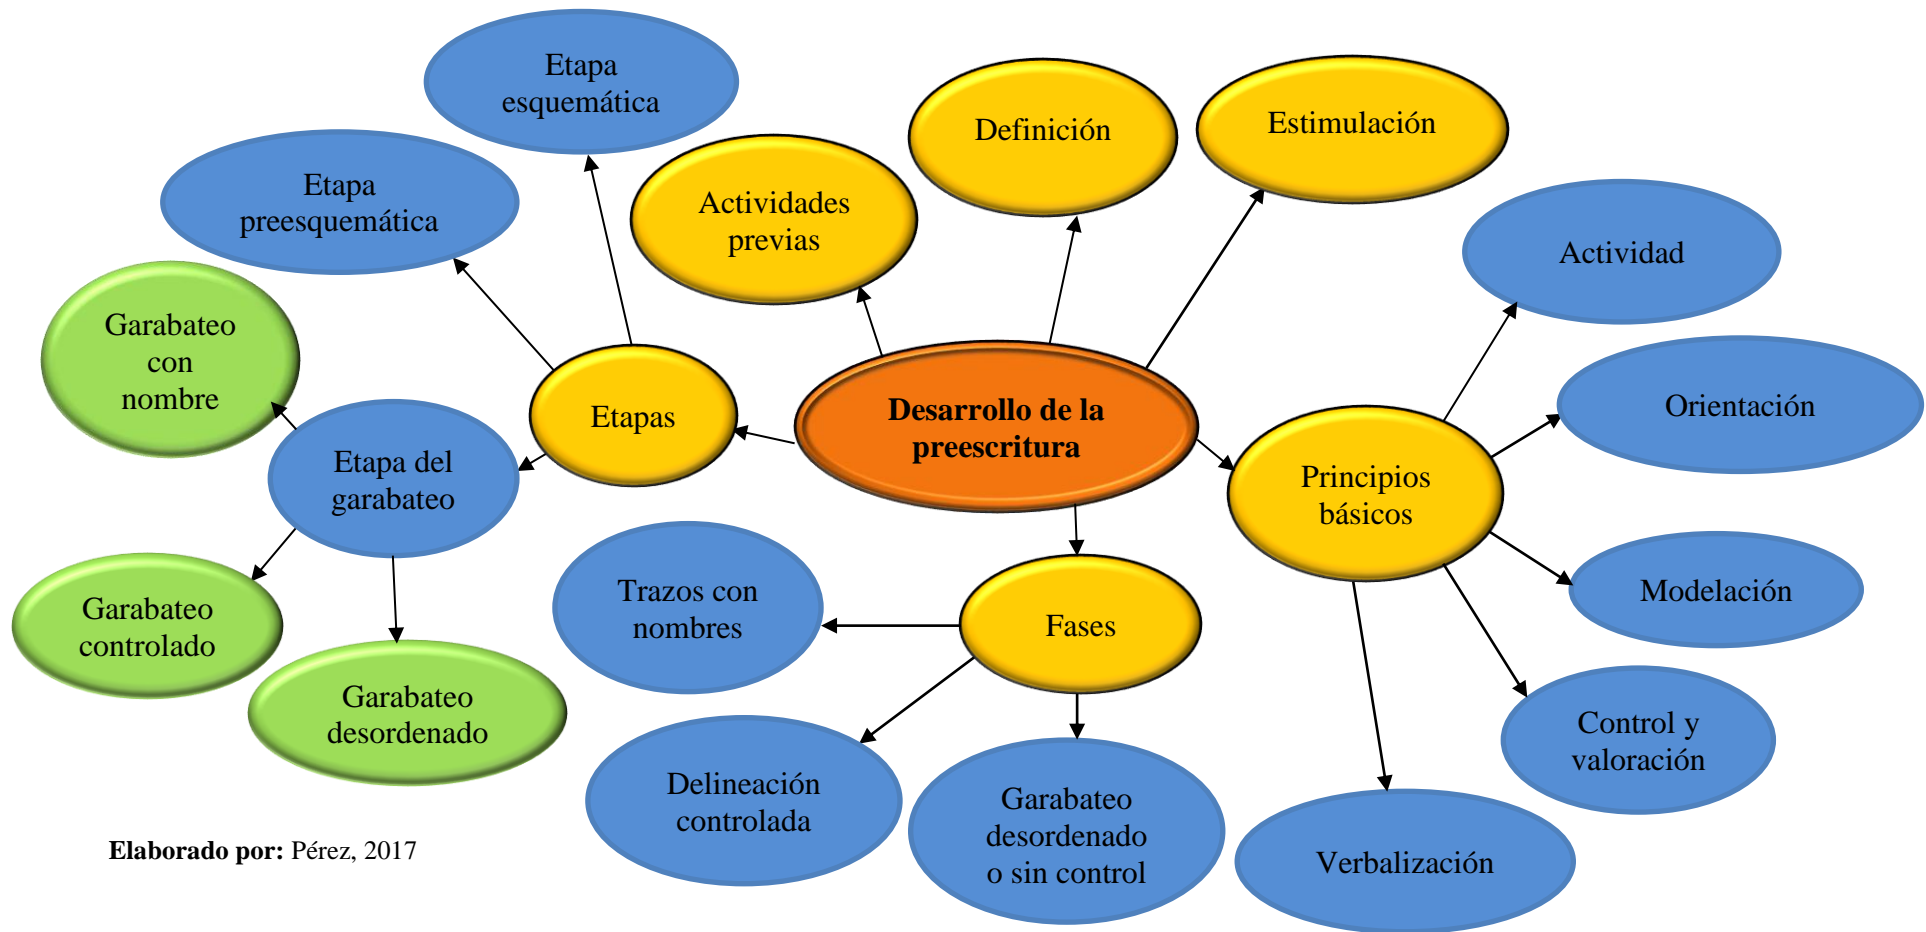 Etapa
esquemática
Definición
Estimulación
Etapa
preesquemática
Actividades
previas
Actividad
Garabateo
con
nombre
Etapas
Desarrollo de la
preescritura
Orientación
Etapa del
garabateo
Principios
básicos
Trazos con
nombres
Fases
Modelación
Garabateo
controlado
Garabateo
desordenado
Control y
valoración
Delineación
controlada
Garabateo
desordenado
o sin control
Verbalización
Elaborado por: Pérez, 2017